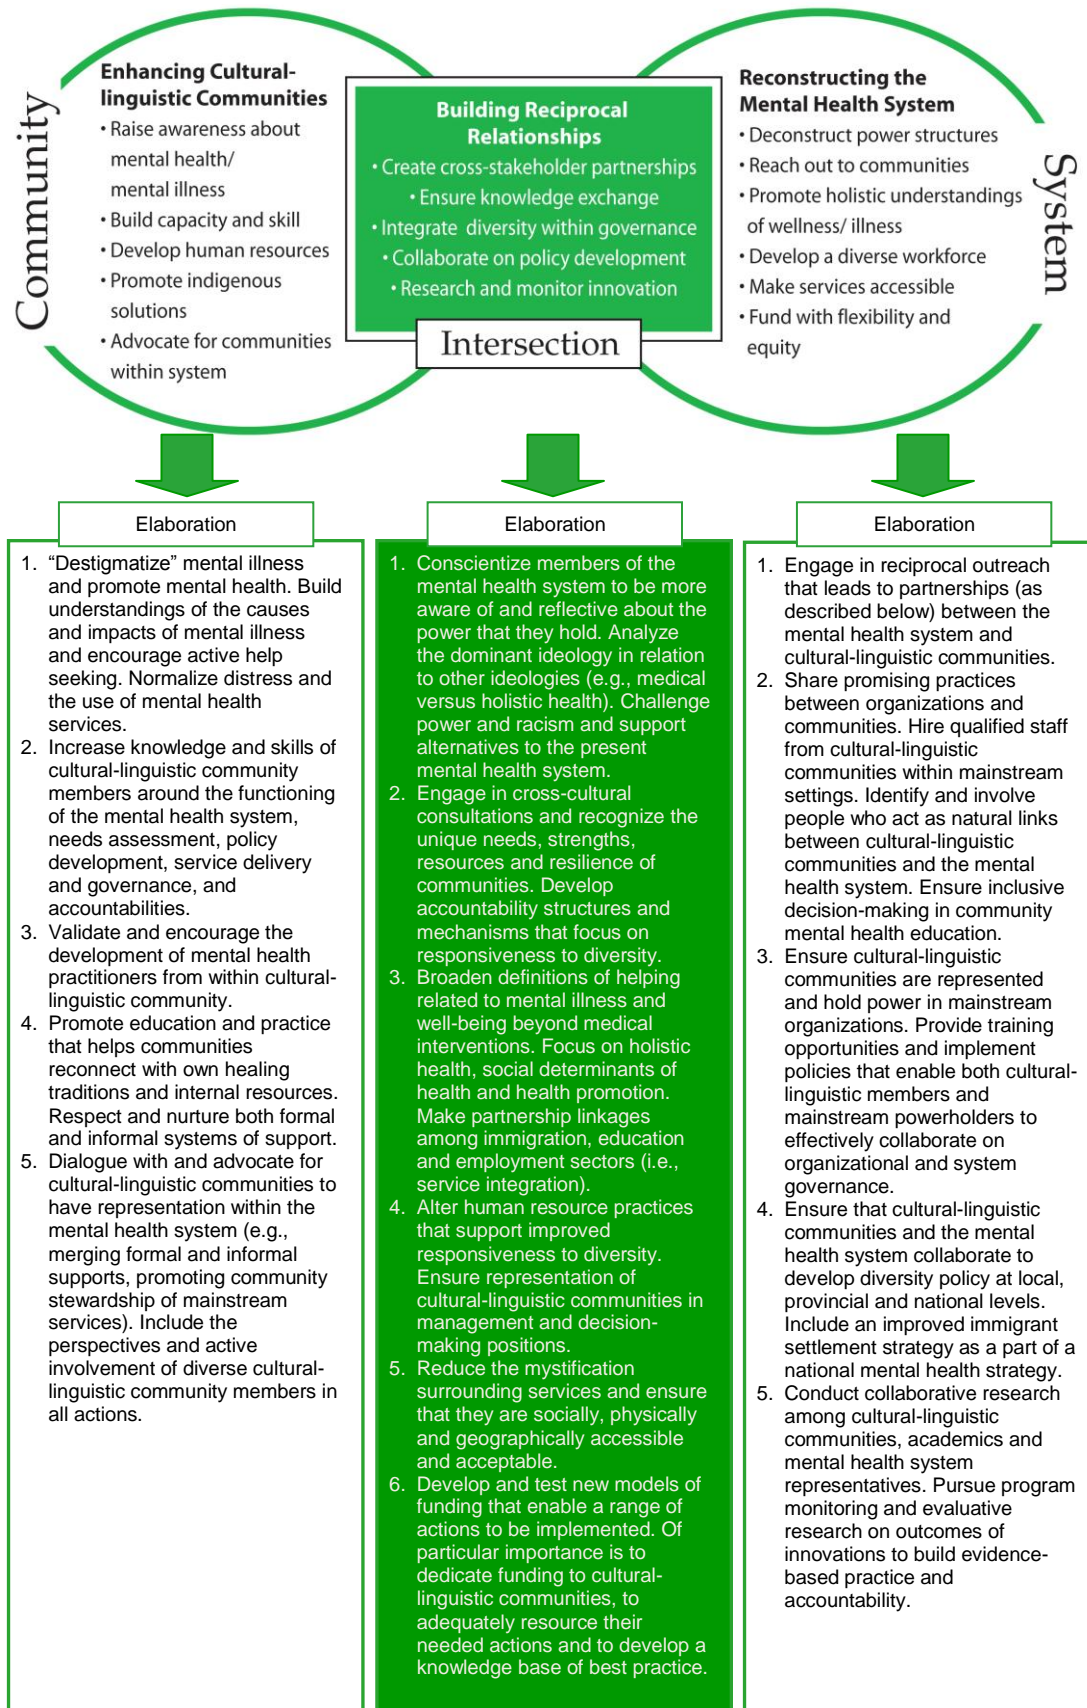 Community
Enhancing Cultural-
linguistic Communities
• Raise awareness about
mental health/
mental illness
• Build capacity and skill
• Develop human resources
• Promote indigenous
solutions
• Advocate for communities
within system
Building Reciprocal
Relationships
• Create cross-stakeholder partnerships
• Ensure knowledge exchange
• Integrate diversity within governance
• Collaborate on policy development
• Research and monitor innovation
Intersection
Reconstructing the
Mental Health System
• Deconstruct power structures
• Reach out to communities
• Promote holistic understandings
of wellness/ illness
• Develop a diverse workforce
• Make services accessible
• Fund with flexibility and
equity
System
Elaboration
1. “Destigmatize” mental illness
and promote mental health. Build
understandings of the causes
and impacts of mental illness
and encourage active help
seeking. Normalize distress and
the use of mental health
services.
2. Increase knowledge and skills of
cultural-linguistic community
members around the functioning
of the mental health system,
needs assessment, policy
development, service delivery
and governance, and
accountabilities.
3. Validate and encourage the
development of mental health
practitioners from within cultural-
linguistic community.
4. Promote education and practice
that helps communities
reconnect with own healing
traditions and internal resources.
Respect and nurture both formal
and informal systems of support.
5. Dialogue with and advocate for
cultural-linguistic communities to
have representation within the
mental health system (e.g.,
merging formal and informal
supports, promoting community
stewardship of mainstream
services). Include the
perspectives and active
involvement of diverse cultural-
linguistic community members in
all actions.
Elaboration
1. Conscientize members of the
mental health system to be more
aware of and reflective about the
power that they hold. Analyze
the dominant ideology in relation
to other ideologies (e.g., medical
versus holistic health). Challenge
power and racism and support
alternatives to the present
mental health system.
2. Engage in cross-cultural
consultations and recognize the
unique needs, strengths,
resources and resilience of
communities. Develop
accountability structures and
mechanisms that focus on
responsiveness to diversity.
3. Broaden definitions of helping
related to mental illness and
well-being beyond medical
interventions. Focus on holistic
health, social determinants of
health and health promotion.
Make partnership linkages
among immigration, education
and employment sectors (i.e.,
service integration).
4. Alter human resource practices
that support improved
responsiveness to diversity.
Ensure representation of
cultural-linguistic communities in
management and decision-
making positions.
5. Reduce the mystification
surrounding services and ensure
that they are socially, physically
and geographically accessible
and acceptable.
6. Develop and test new models of
funding that enable a range of
actions to be implemented. Of
particular importance is to
dedicate funding to cultural-
linguistic communities, to
adequately resource their
needed actions and to develop a
knowledge base of best practice.
Elaboration
1. Engage in reciprocal outreach
that leads to partnerships (as
described below) between the
mental health system and
cultural-linguistic communities.
2. Share promising practices
between organizations and
communities. Hire qualified staff
from cultural-linguistic
communities within mainstream
settings. Identify and involve
people who act as natural links
between cultural-linguistic
communities and the mental
health system. Ensure inclusive
decision-making in community
mental health education.
3. Ensure cultural-linguistic
communities are represented
and hold power in mainstream
organizations. Provide training
opportunities and implement
policies that enable both cultural-
linguistic members and
mainstream powerholders to
effectively collaborate on
organizational and system
governance.
4. Ensure that cultural-linguistic
communities and the mental
health system collaborate to
develop diversity policy at local,
provincial and national levels.
Include an improved immigrant
settlement strategy as a part of a
national mental health strategy.
5. Conduct collaborative research
among cultural-linguistic
communities, academics and
mental health system
representatives. Pursue program
monitoring and evaluative
research on outcomes of
innovations to build evidence-
based practice and
accountability.